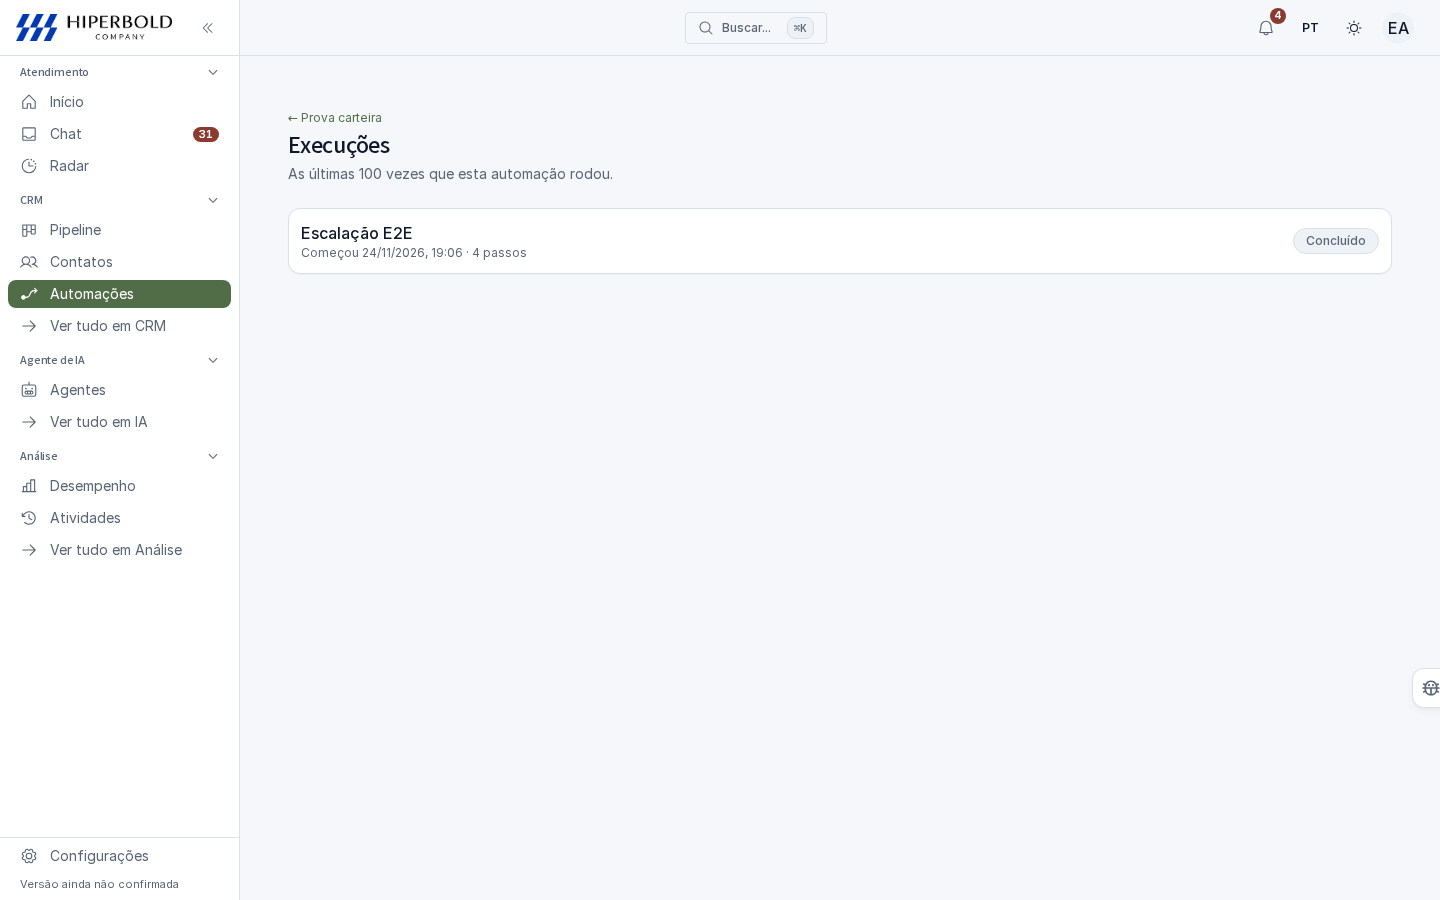 HIPERBOLD
COMPANY
Buscar...
⌘K
4
PT
EA
Atendimento
Início
Chat
31
Radar
CRM
Pipeline
Contatos
Automações
Ver tudo em CRM
Agente de IA
Agentes
Ver tudo em IA
Análise
Desempenho
Atividades
Ver tudo em Análise
Configurações
Versão ainda não confirmada
← Prova carteira
Execuções
As últimas 100 vezes que esta automação rodou.
Escalação E2E
Começou 24/11/2026, 19:06 · 4 passos
Concluído